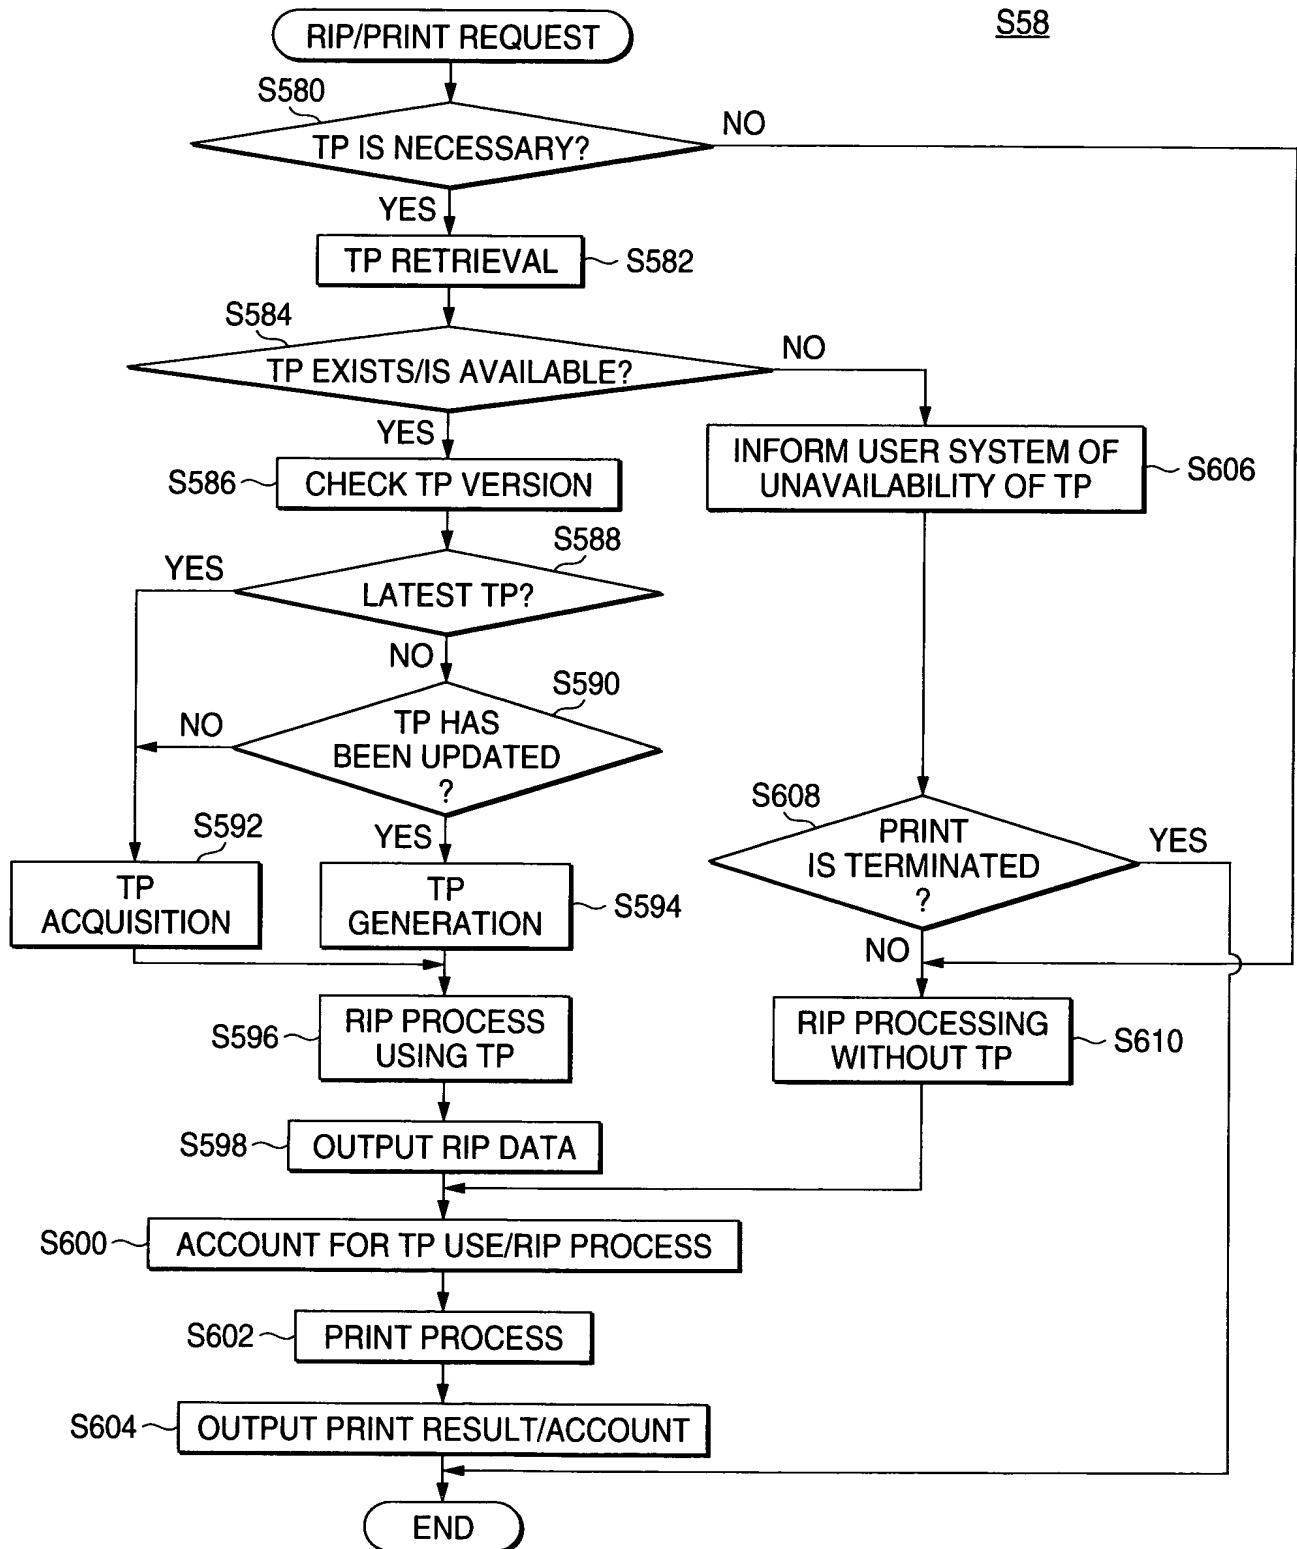 S58
RIP/PRINT REQUEST
S580
TP IS NECESSARY?
NO
YES
TP RETRIEVAL
S582
S584
TP EXISTS/IS AVAILABLE?
NO
YES
S586
CHECK TP VERSION
INFORM USER SYSTEM OF
UNAVAILABILITY OF TP
S606
S588
YES
LATEST TP?
NO
S590
NO
TP HAS
BEEN UPDATED
?
YES
S592
TP
ACQUISITION
TP
GENERATION
S594
S608
PRINT
IS TERMINATED
?
YES
NO
S596
RIP PROCESS
USING TP
RIP PROCESSING
WITHOUT TP
S610
S598
OUTPUT RIP DATA
S600
ACCOUNT FOR TP USE/RIP PROCESS
S602
PRINT PROCESS
S604
OUTPUT PRINT RESULT/ACCOUNT
END